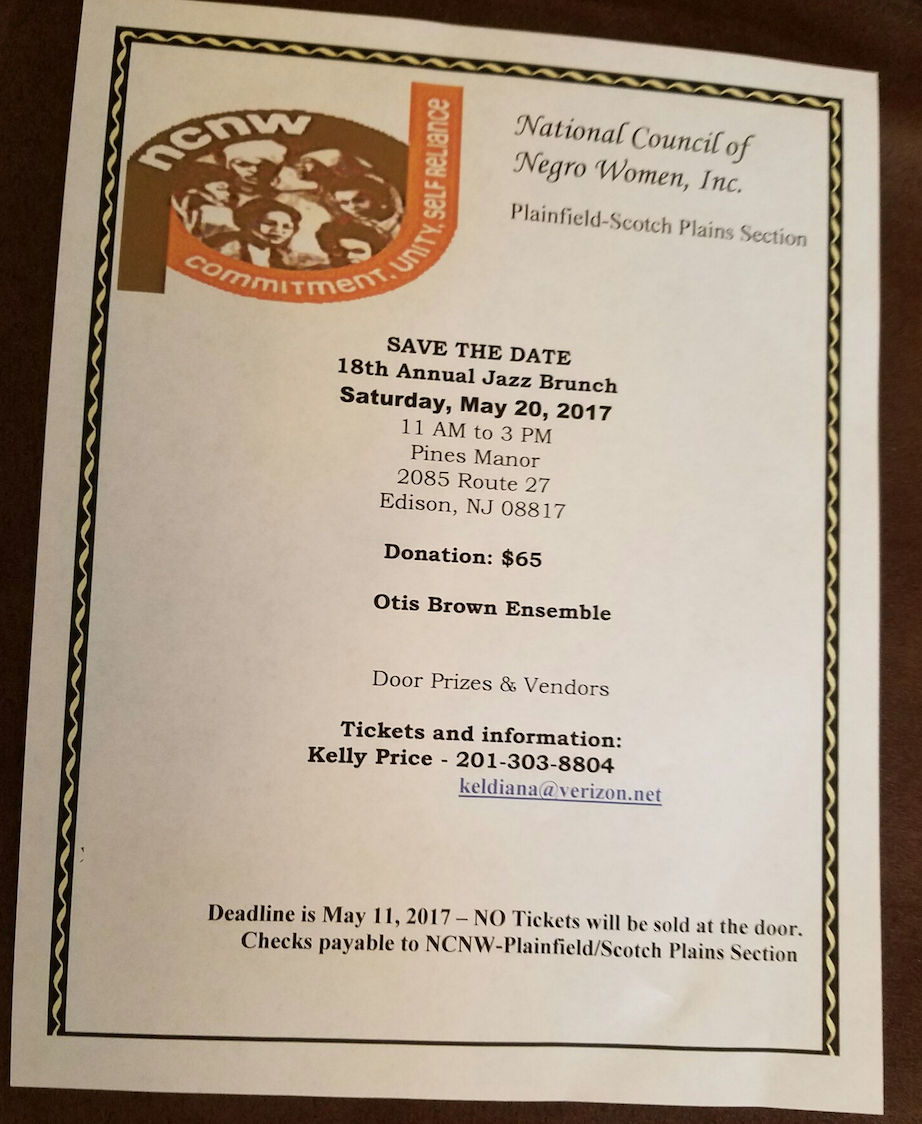 ncnw
COMMITMENT. UNITY. SELF RELIANCE
National Council of
Negro Women, Inc.
Plainfield-Scotch Plains Section
SAVE THE DATE
18th Annual Jazz Brunch
Saturday, May 20, 2017
11 AM to 3 PM
Pines Manor
2085 Route 27
Edison, NJ 08817
Donation: $65
Otis Brown Ensemble
Door Prizes & Vendors
Tickets and information:
Kelly Price - 201-303-8804
keldiana@verizon.net
Deadline is May 11, 2017 – NO Tickets will be sold at the door.
Checks payable to NCNW-Plainfield/Scotch Plains Section